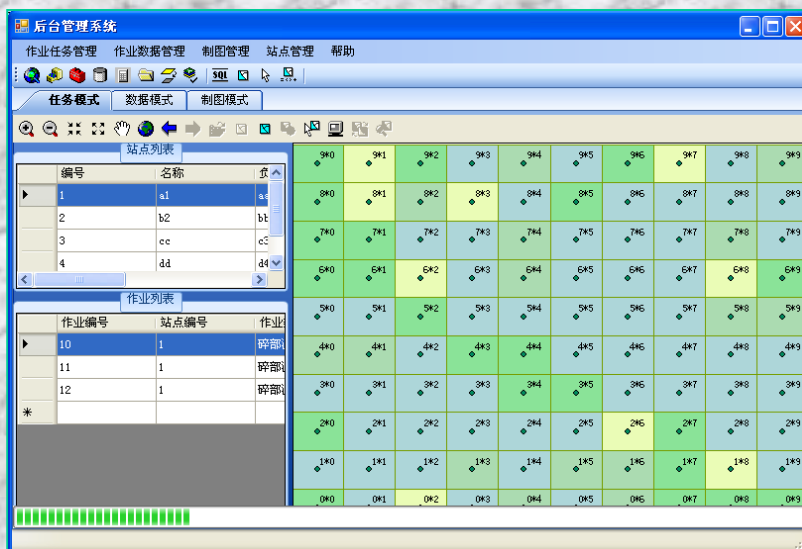 后台管理系统
作业任务管理 作业数据管理 制图管理 站点管理 帮助
SQL
任务模式 数据模式 制图模式
站点列表
编号 名称
1 a1
2 b2
3 cc
4 dd
作业列表
作业编号 站点编号 作业
10 1 碎部
11 1 碎部
12 1 碎部
9*0 9*1 9*2 9*3 9*4 9*5 9*6 9*7 9*8 9*9
8*0 8*1 8*2 8*3 8*4 8*5 8*6 8*7 8*8 8*9
7*0 7*1 7*2 7*3 7*4 7*5 7*6 7*7 7*8 7*9
6*0 6*1 6*2 6*3 6*4 6*5 6*6 6*7 6*8 6*9
5*0 5*1 5*2 5*3 5*4 5*5 5*6 5*7 5*8 5*9
4*0 4*1 4*2 4*3 4*4 4*5 4*6 4*7 4*8 4*9
3*0 3*1 3*2 3*3 3*4 3*5 3*6 3*7 3*8 3*9
2*0 2*1 2*2 2*3 2*4 2*5 2*6 2*7 2*8 2*9
1*0 1*1 1*2 1*3 1*4 1*5 1*6 1*7 1*8 1*9
0*0 0*1 0*2 0*3 0*4 0*5 0*6 0*7 0*8 0*9